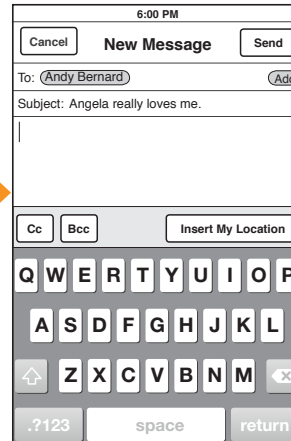 6:00 PM
Cancel New Message Send
To: Andy Bernard Add
Subject: Angela really loves me.
Cc Bcc Insert My Location
Q W E R T Y U I O P
A S D F G H J K L
Z X C V B N M
.?123 space return